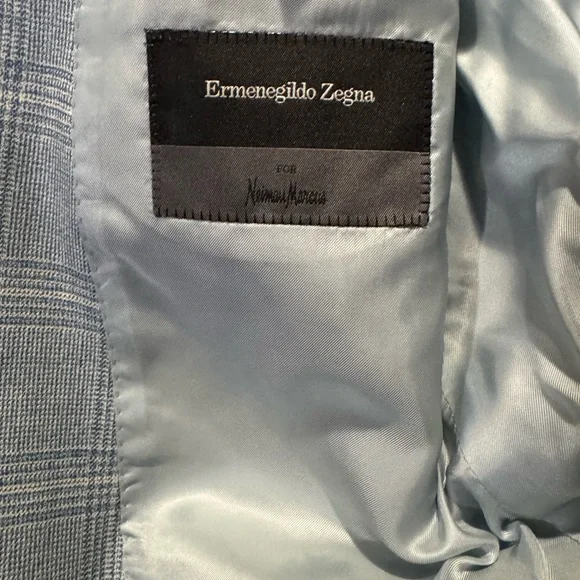 Ermenegildo Zegna
FOR
Neiman Marcus